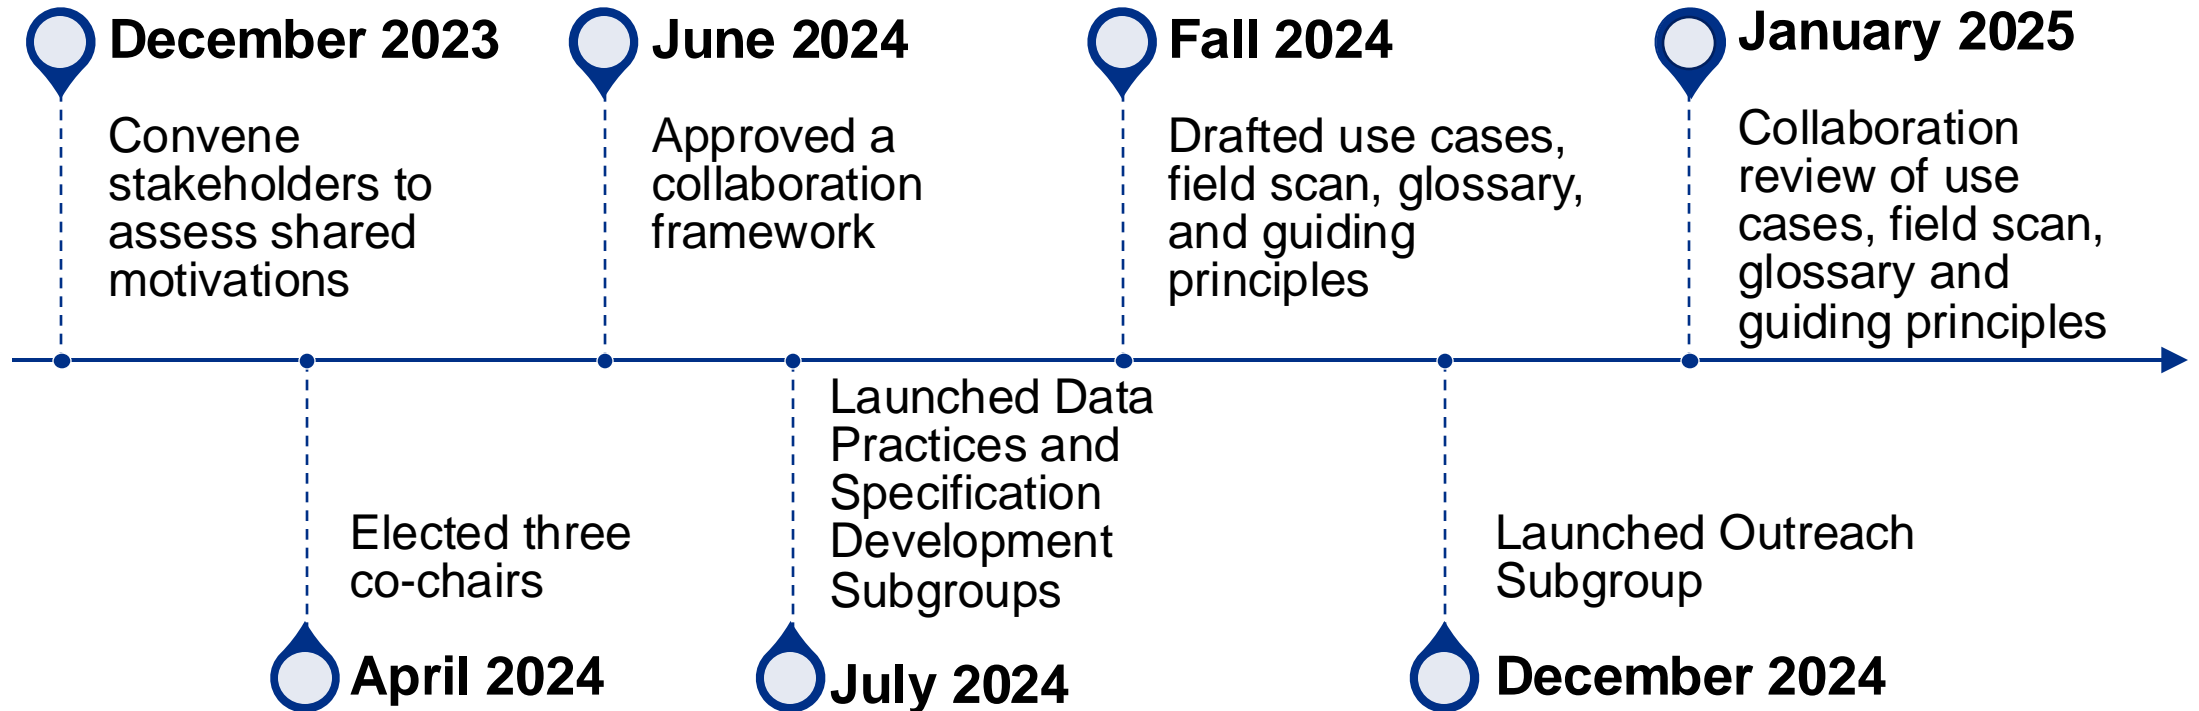 December 2023
Convene
stakeholders to
assess shared
motivations
June 2024
Approved a
collaboration
framework
Fall 2024
Drafted use cases,
field scan, glossary,
and guiding
principles
January 2025
Collaboration
review of use
cases, field scan,
glossary and
guiding principles
Elected three
co-chairs
April 2024
Launched Data
Practices and
Specification
Development
Subgroups
July 2024
Launched Outreach
Subgroup
December 2024